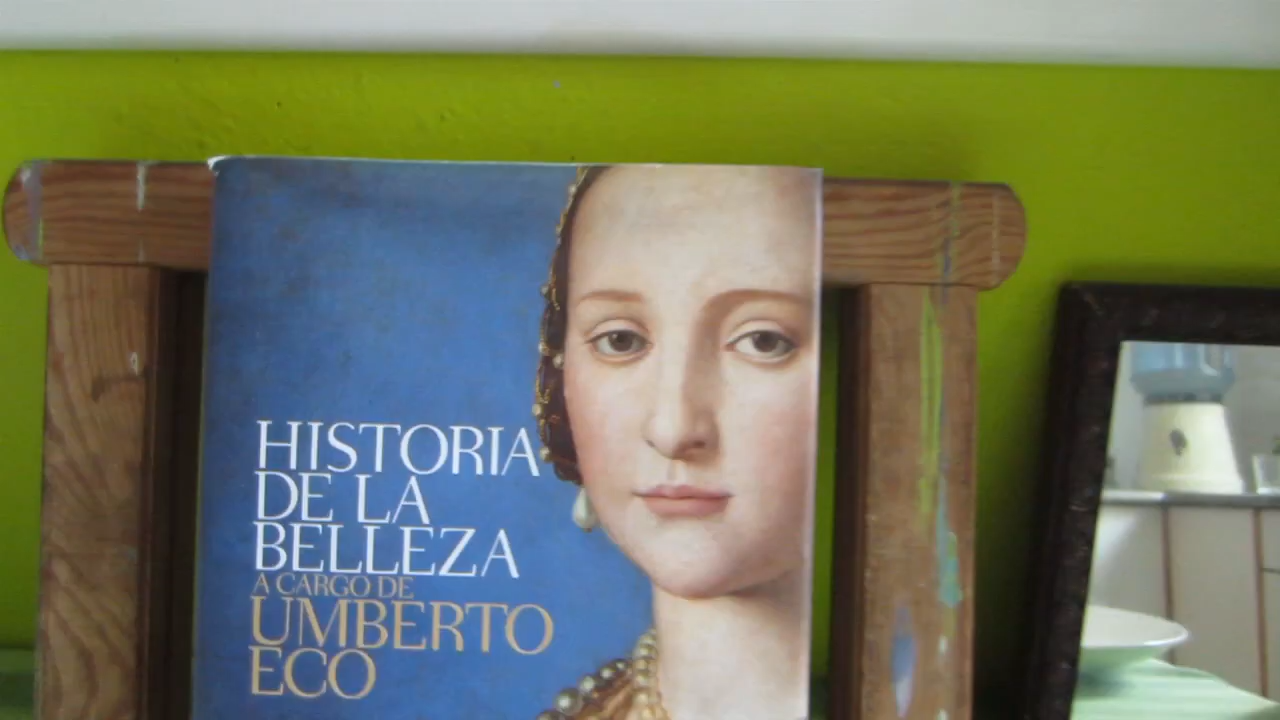 HISTORIA
DE LA
BELLEZA
A CARGO DE
UMBERTO
ECO